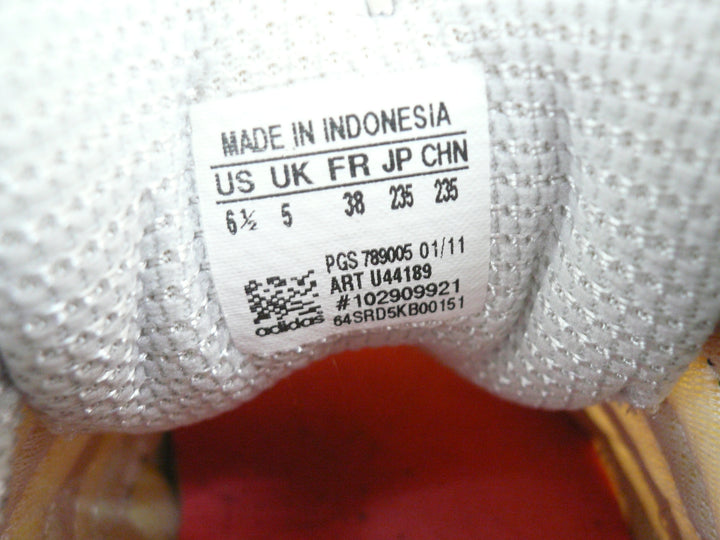 MADE IN INDONESIA
US UK FR JP CHN
6½ 5 38 235 235
PGS 789005 01/11
ART U44189
#102909921
64SRD5KB00151
adidas